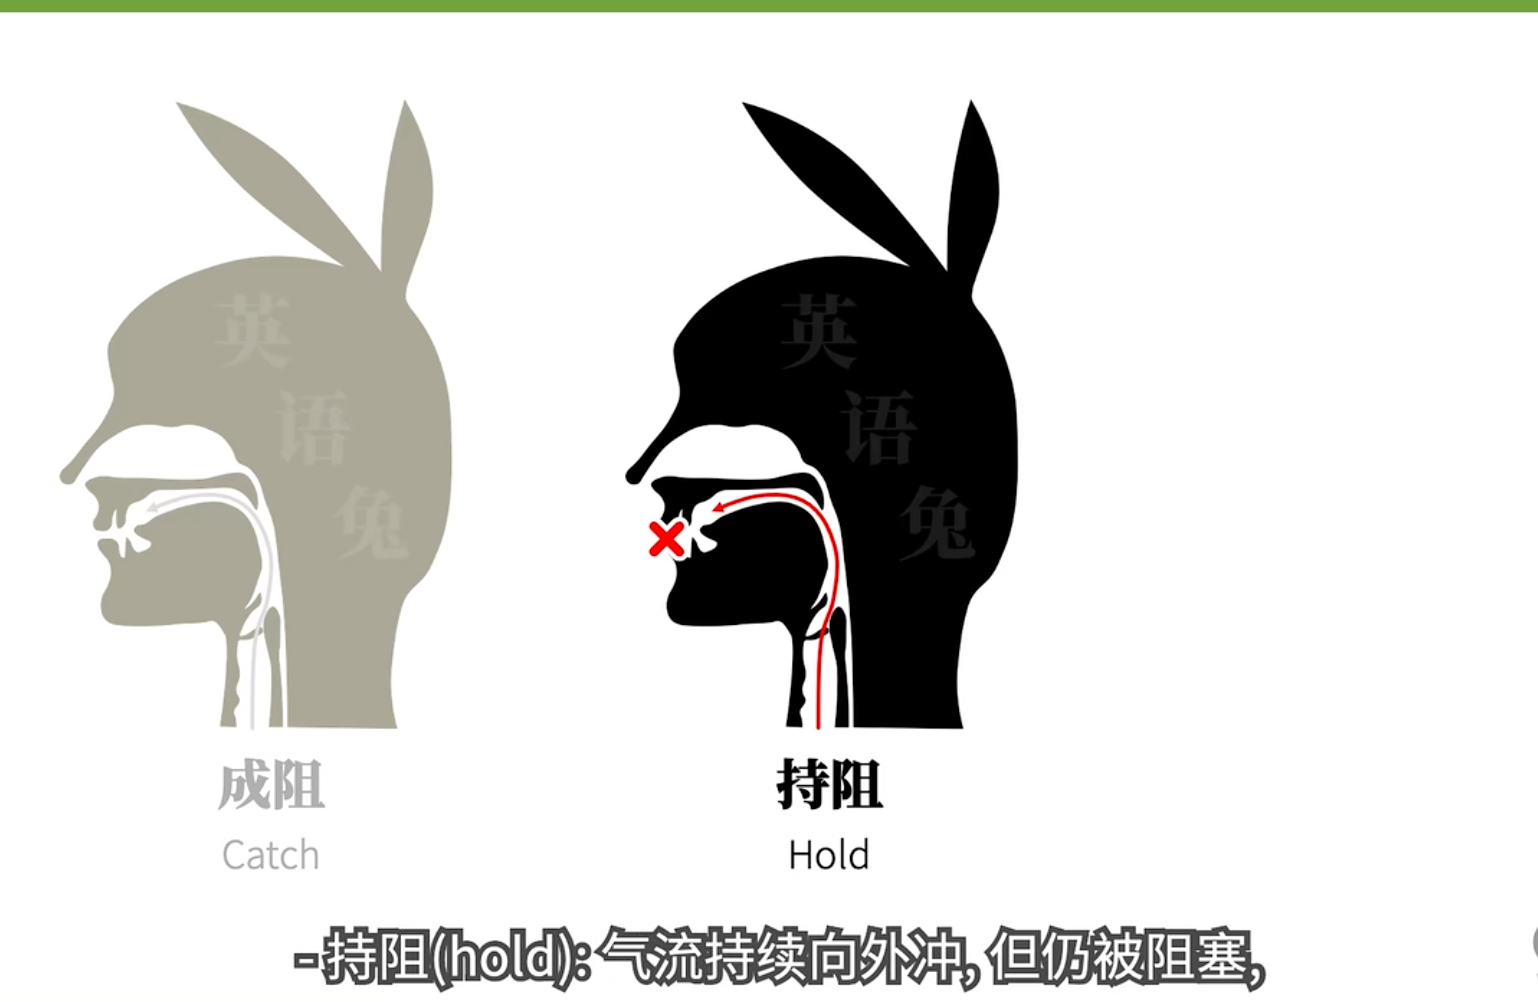 英
语
兔
英
语
兔
成阻
Catch
持阻
Hold
-持阻(hold): 气流持续向外冲, 但仍被阻塞,